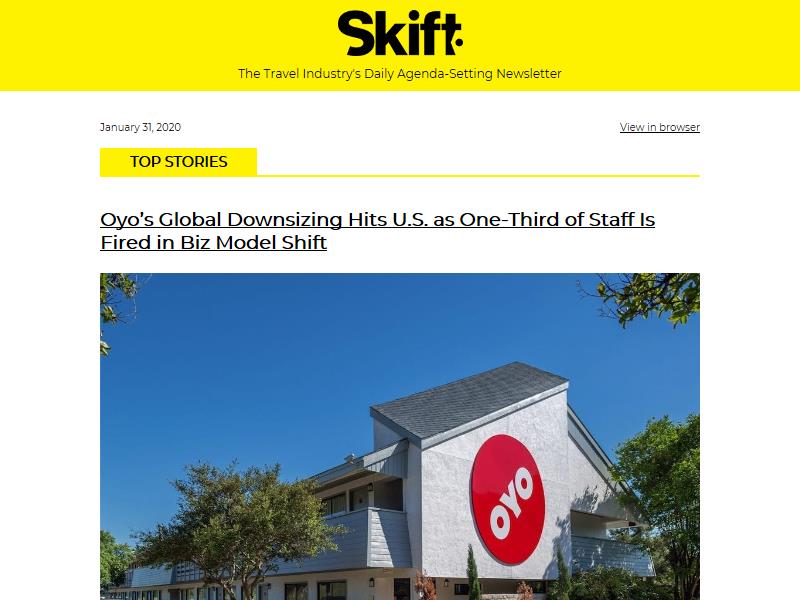 Skift
The Travel Industry's Daily Agenda-Setting Newsletter
January 31, 2020
View in browser
TOP STORIES
Oyo’s Global Downsizing Hits U.S. as One-Third of Staff Is
Fired in Biz Model Shift
OYO